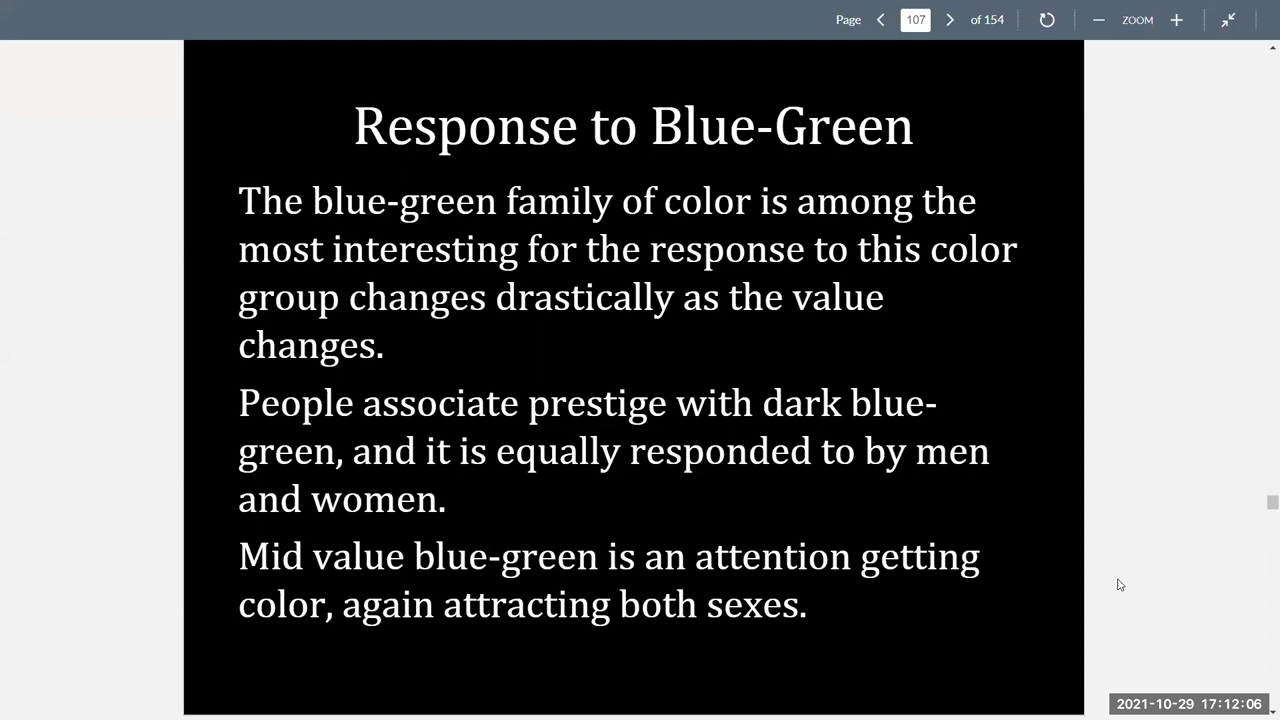 Page 107 of 154 ZOOM
Response to Blue-Green
The blue-green family of color is among the
most interesting for the response to this color
group changes drastically as the value
changes.
People associate prestige with dark blue-
green, and it is equally responded to by men
and women.
Mid value blue-green is an attention getting
color, again attracting both sexes.
2021-10-29 17:12:06